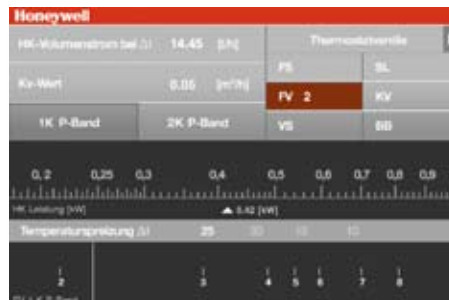 Honeywell
HK-Volumenstrom bei Δt 14.45 [l/h] Thermostatventile
FS SL
Kv-Wert 0.05 [m³/h]
FV 2 KV
1K P-Band 2K P-Band VS BB
0,2 0,25 0,3 0,4 0,5 0,6 0,7 0,8 0,9
HK Leistung [kW] 0.42 [kW]
Temperaturspreizung Δt 25 20 15 10
2 3 4 5 6 7 8